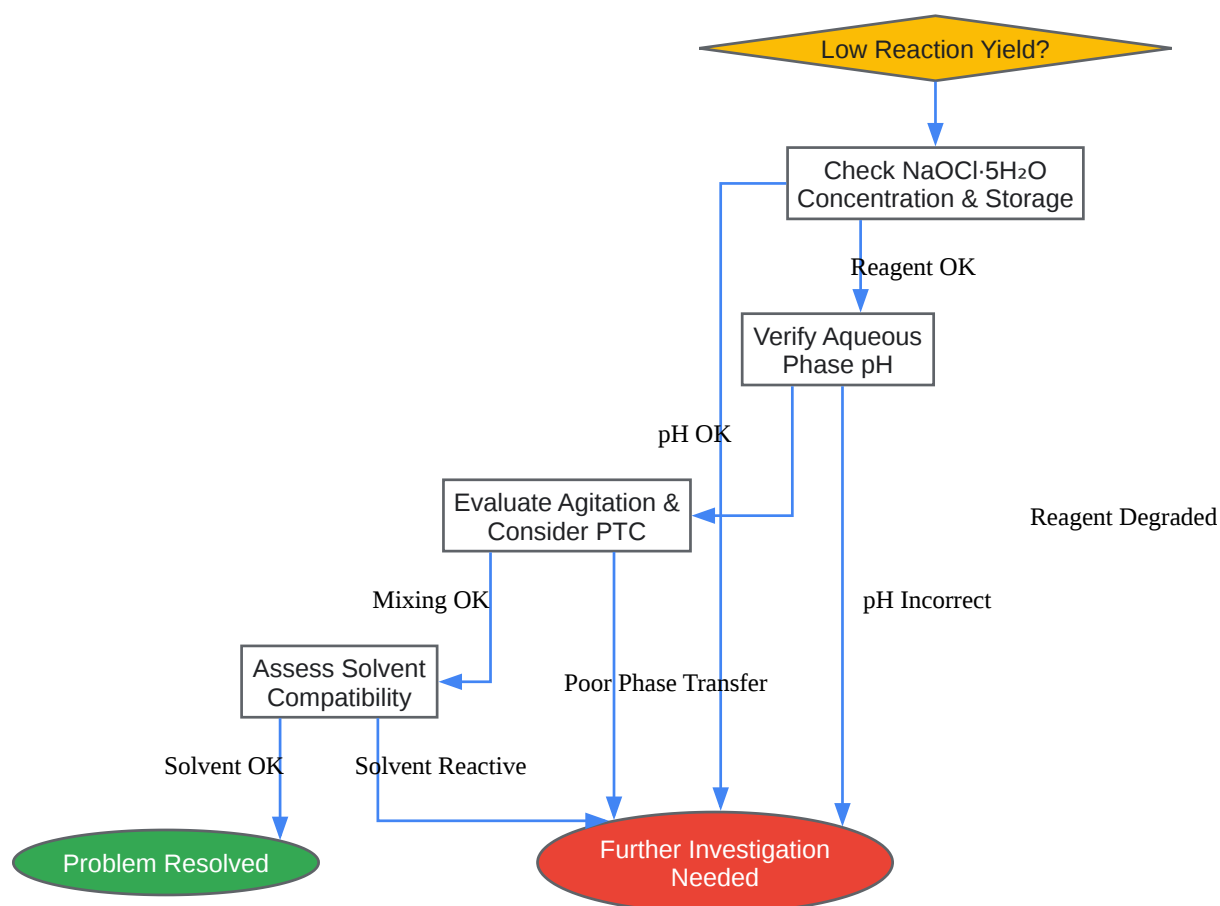 Low Reaction Yield?
Check NaOCl·5H₂O
Concentration & Storage
Reagent OK
Verify Aqueous
Phase pH
pH OK
Evaluate Agitation &
Consider PTC
Reagent Degraded
Mixing OK
pH Incorrect
Assess Solvent
Compatibility
Poor Phase Transfer
Solvent OK
Solvent Reactive
Problem Resolved
Further Investigation
Needed